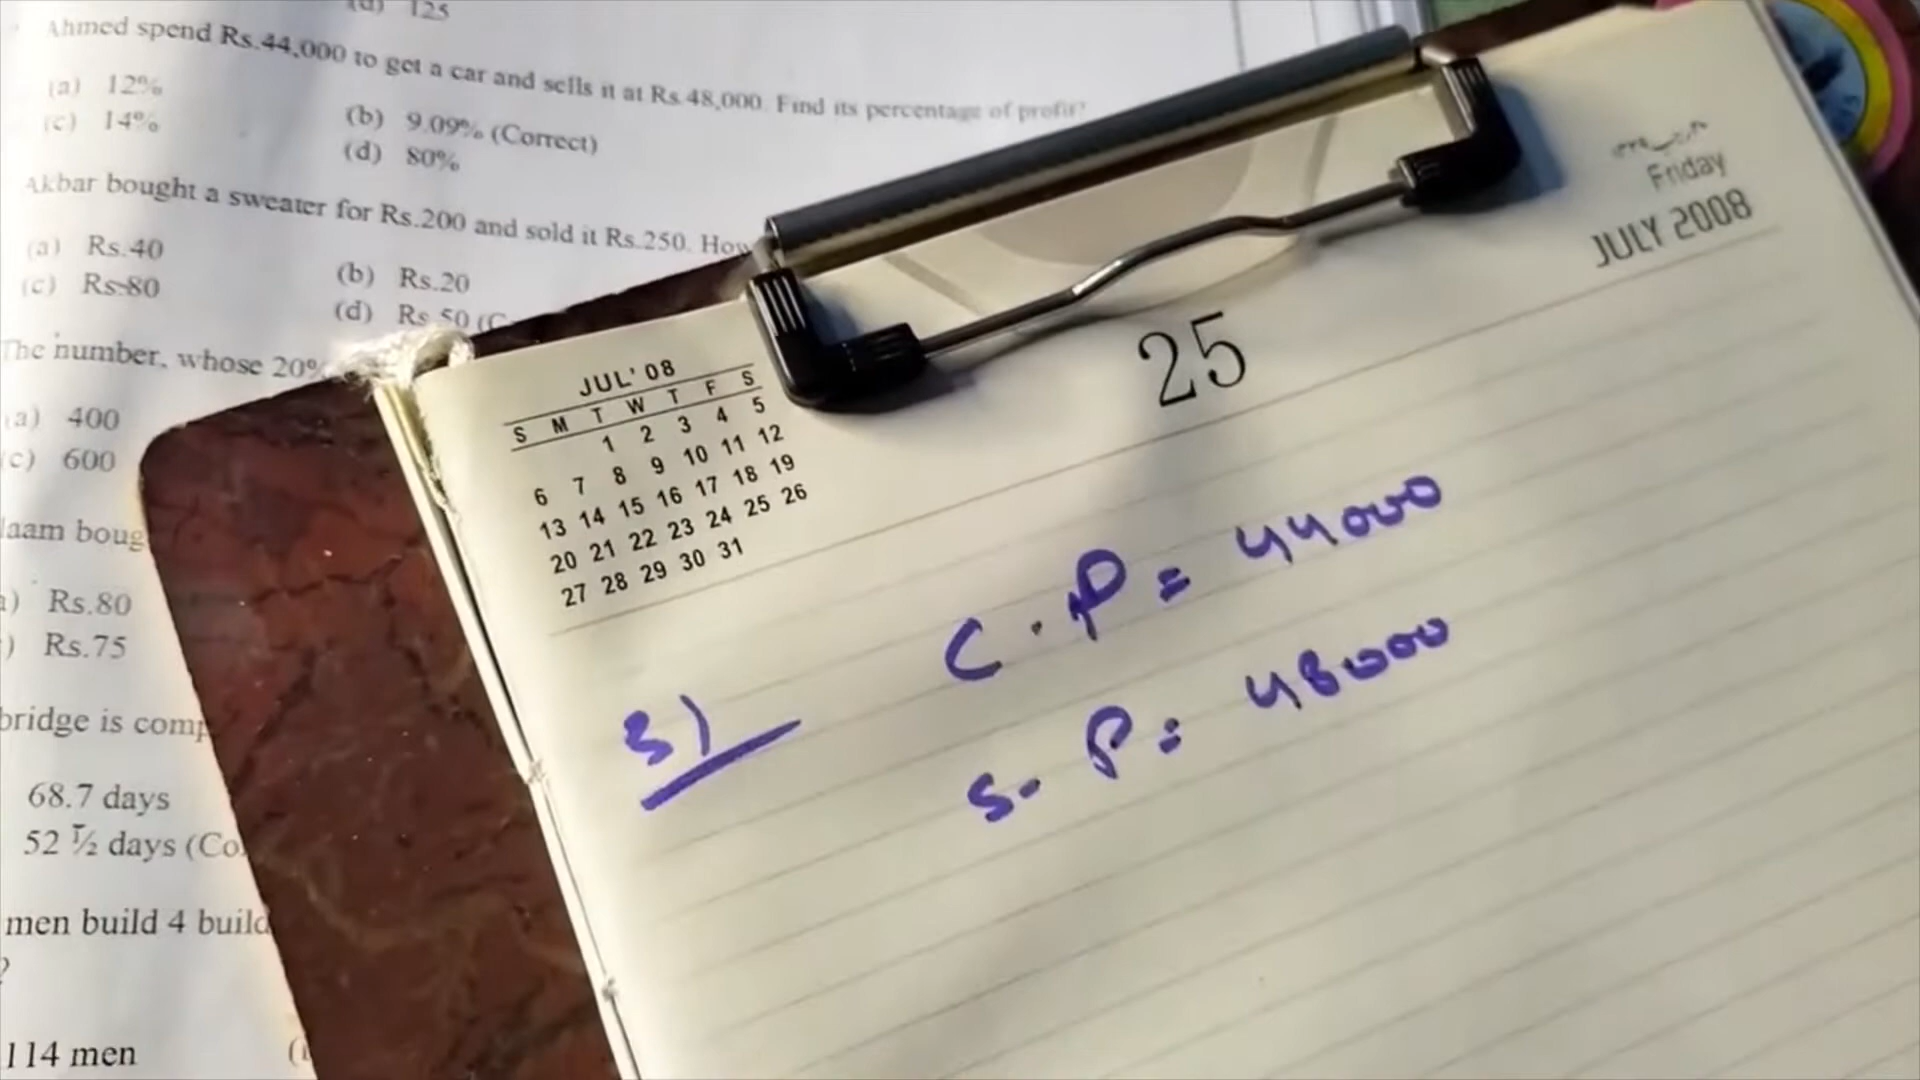 (d) 125
Ahmed spend Rs.44,000 to get a car and sells it at Rs.48,000. Find its percentage of profit?
(a) 12%
(b) 9.09% (Correct)
(c) 14%
(d) 80%
Akbar bought a sweater for Rs.200 and sold it Rs.250. How
(a) Rs.40
(b) Rs.20
(c) Rs.80
(d) Rs.50 (C
The number, whose 20%
(a) 400
(c) 600
boug
Rs.80
Rs.75
bridge is comp
68.7 days
52 ½ days (Co
men build 4 build
?
114 men
Friday
JULY 2008
25
JUL' 08
S M T W T F S
1 2 3 4 5
6 7 8 9 10 11 12
13 14 15 16 17 18 19
20 21 22 23 24 25 26
27 28 29 30 31
3)
C.P = 44000
S.P = 48000